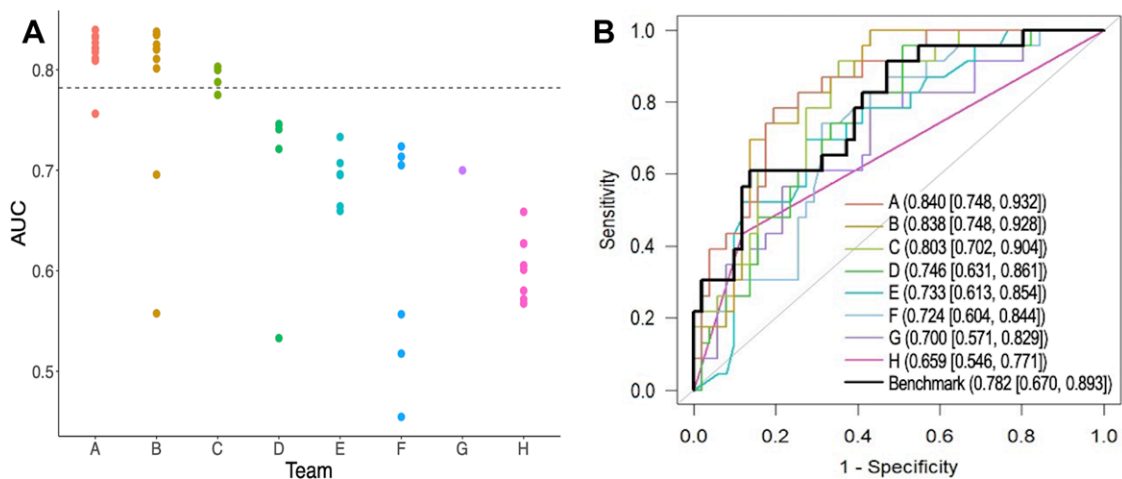 A
AUC
0.8
0.7
0.6
0.5
A B C D E F G H
Team
B
Sensitivity
1.0
0.8
0.6
0.4
0.2
0.0
A (0.840 [0.748, 0.932])
B (0.838 [0.748, 0.928])
C (0.803 [0.702, 0.904])
D (0.746 [0.631, 0.861])
E (0.733 [0.613, 0.854])
F (0.724 [0.604, 0.844])
G (0.700 [0.571, 0.829])
H (0.659 [0.546, 0.771])
Benchmark (0.782 [0.670, 0.893])
0.0 0.2 0.4 0.6 0.8 1.0
1 - Specificity